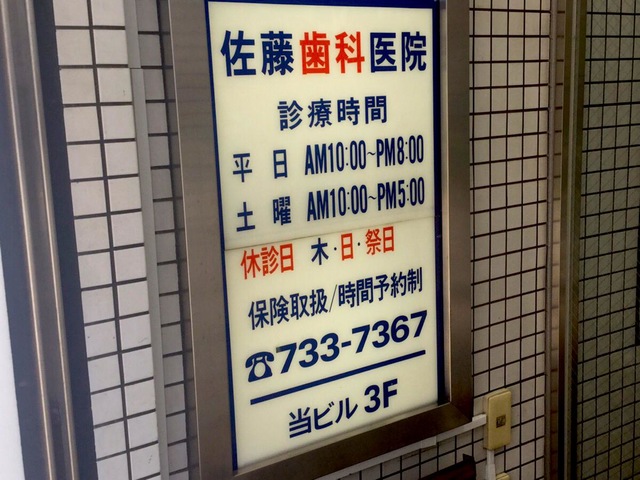 佐藤歯科医院
診療時間
平日 AM10:00~PM8:00
土曜 AM10:00~PM5:00
休診日 木・日・祭日
保険取扱/時間予約制
☎733-7367
当ビル 3F